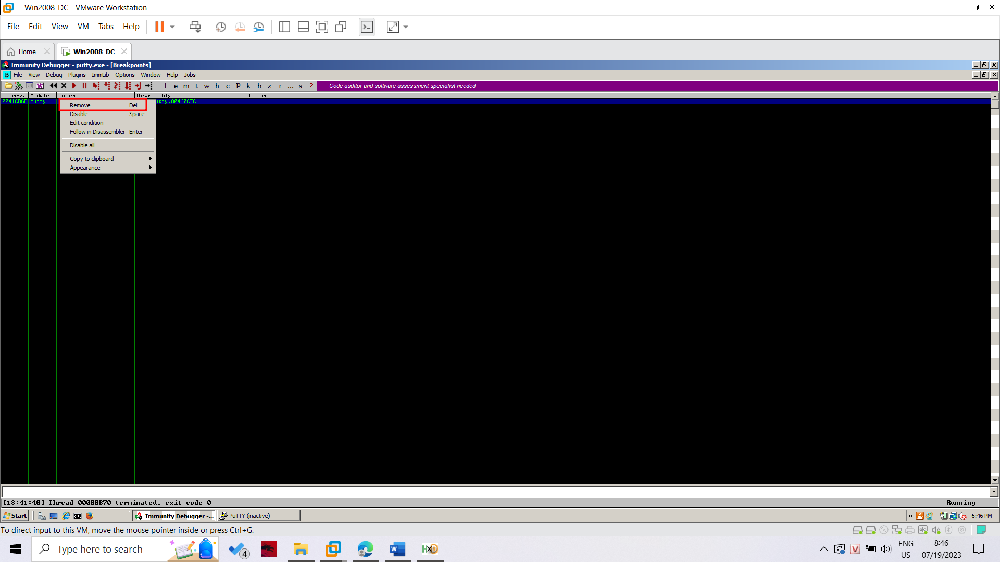 Win2008-DC - VMware Workstation
File Edit View VM Tabs Help
Home Win2008-DC
Immunity Debugger - putty.exe - [Breakpoints]
B File View Debug Plugins ImmLib Options Window Help Jobs
l e m t w h c P k b z r ... s ? Code auditor and software assessment specialist needed
Address Module Active Disassembly Comment
0041CB6E putty utty.00467C7C
Remove Del
Disable Space
Edit condition
Follow in Disassembler Enter
Disable all
Copy to clipboard
Appearance
[18:41:40] Thread 00000B70 terminated, exit code 0 Running
Start Immunity Debugger -... PuTTY (inactive) « 6:46 PM
To direct input to this VM, move the mouse pointer inside or press Ctrl+G.
Type here to search 4 ENG US 8:46 07/19/2023